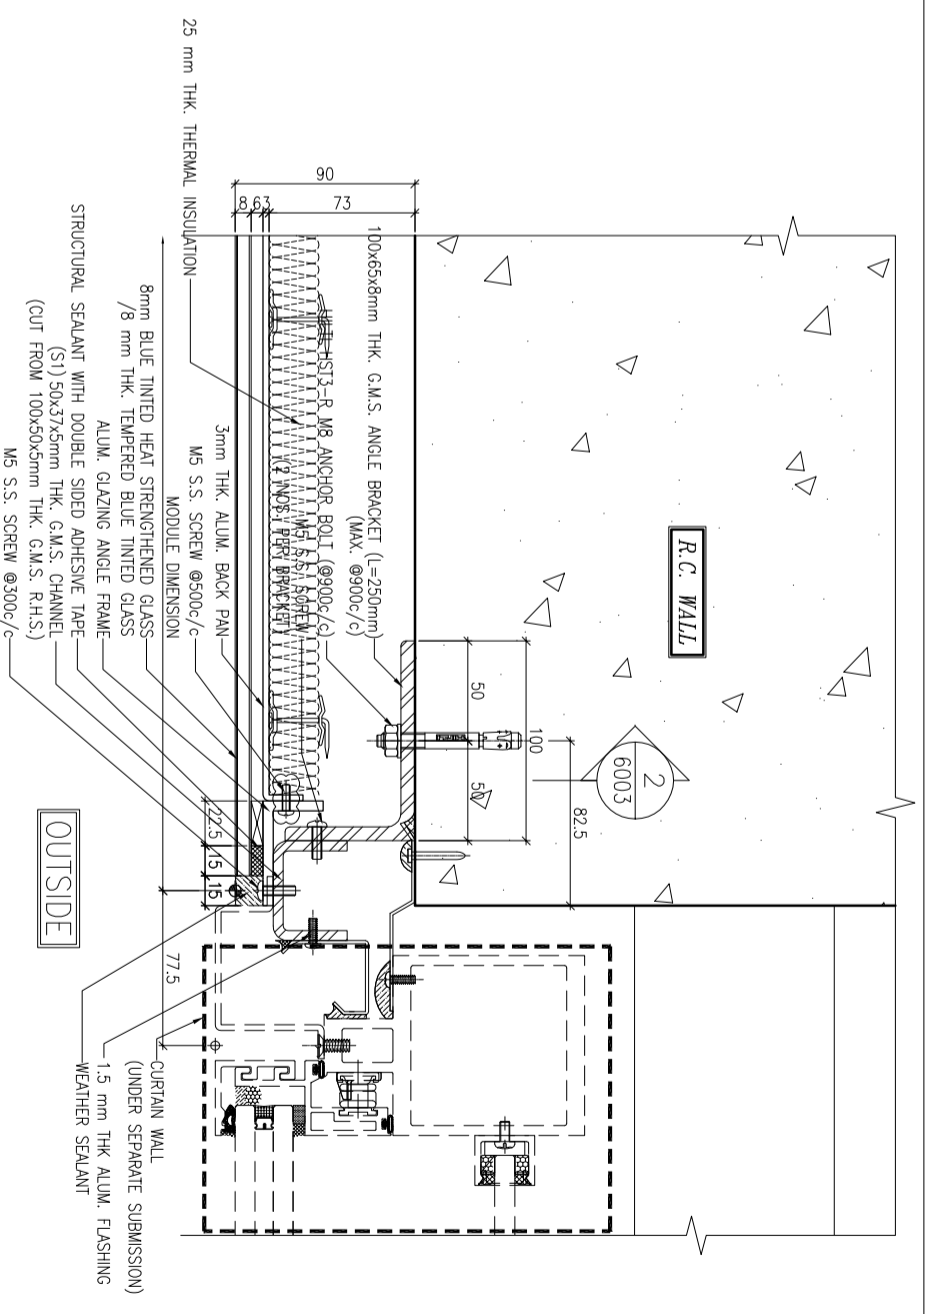 R.C. WALL
2
6003
82.5
100
50
50
90
73
8
6
3
100x65x8mm THK. G.M.S. ANGLE BRACKET (L=250mm)
(MAX. @900c/c)
HST3-R M8 ANCHOR BOLT (@900c/c)
(2 NOS. PER BRACKET)
M5 S.S. SCREW
25 mm THK. THERMAL INSULATION
3mm THK. ALUM. BACK PAN
M5 S.S. SCREW @500c/c
MODULE DIMENSION
8mm BLUE TINTED HEAT STRENGTHENED GLASS
/8 mm THK. TEMPERED BLUE TINTED GLASS
ALUM. GLAZING ANGLE FRAME
STRUCTURAL SEALANT WITH DOUBLE SIDED ADHESIVE TAPE
(S1) 50x37x5mm THK. G.M.S. CHANNEL
(CUT FROM 100x50x5mm THK. G.M.S. R.H.S.)
M5 S.S. SCREW @300c/c
22.5
15
15
77.5
OUTSIDE
CURTAIN WALL
(UNDER SEPARATE SUBMISSION)
1.5 mm THK ALUM. FLASHING
WEATHER SEALANT